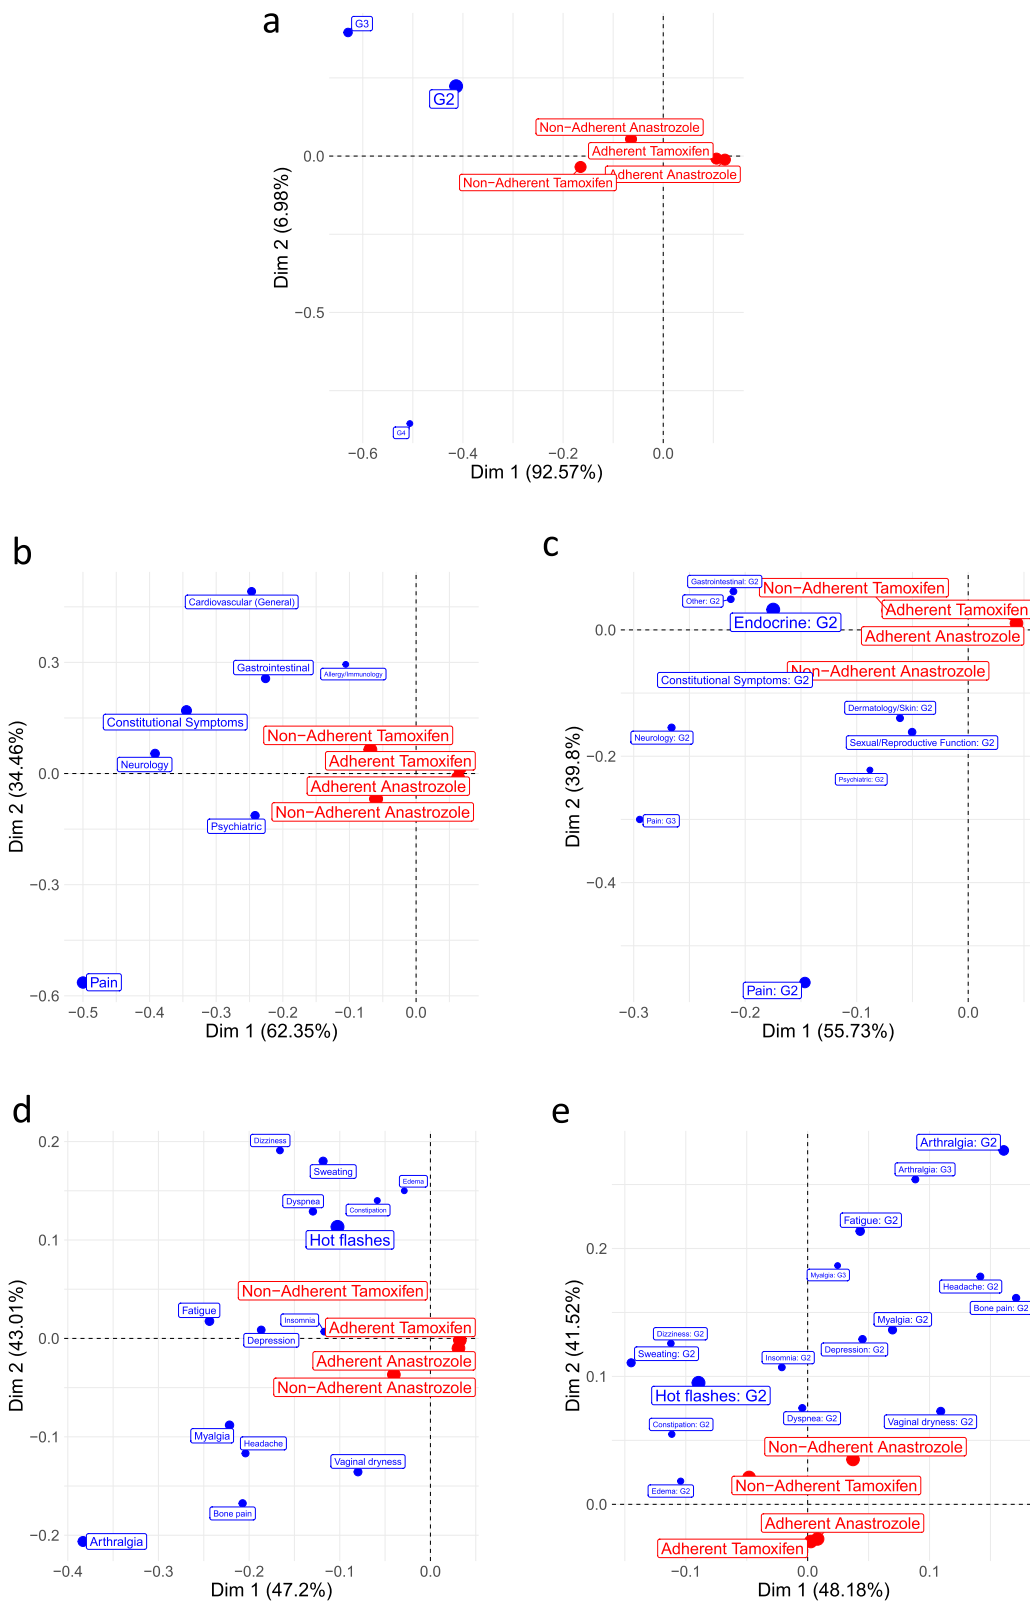 a
G3
G2
Non−Adherent Anastrozole
Adherent Tamoxifen
Adherent Anastrozole
Non−Adherent Tamoxifen
G4
0.0
−0.5
Dim 2 (6.98%)
−0.6
−0.4
−0.2
0.0
Dim 1 (92.57%)
b
Cardiovascular (General)
Gastrointestinal
Allergy/Immunology
Constitutional Symptoms
Non−Adherent Tamoxifen
Neurology
Adherent Tamoxifen
Adherent Anastrozole
Non−Adherent Anastrozole
Psychiatric
Pain
0.3
0.0
−0.3
−0.6
Dim 2 (34.46%)
−0.5
−0.4
−0.3
−0.2
−0.1
0.0
Dim 1 (62.35%)
c
Gastrointestinal: G2
Non−Adherent Tamoxifen
Other: G2
Adherent Tamoxifen
Endocrine: G2
Adherent Anastrozole
Non−Adherent Anastrozole
Constitutional Symptoms: G2
Dermatology/Skin: G2
Neurology: G2
Sexual/Reproductive Function: G2
Psychiatric: G2
Pain: G3
Pain: G2
0.0
−0.2
−0.4
Dim 2 (39.8%)
−0.3
−0.2
−0.1
0.0
Dim 1 (55.73%)
d
Dizziness
Sweating
Edema
Dyspnea
Constipation
Hot flashes
Non−Adherent Tamoxifen
Fatigue
Insomnia
Adherent Tamoxifen
Depression
Adherent Anastrozole
Non−Adherent Anastrozole
Myalgia
Headache
Vaginal dryness
Bone pain
Arthralgia
0.2
0.1
0.0
−0.1
−0.2
Dim 2 (43.01%)
−0.4
−0.3
−0.2
−0.1
0.0
Dim 1 (47.2%)
e
Arthralgia: G2
Arthralgia: G3
Fatigue: G2
Myalgia: G3
Headache: G2
Bone pain: G2
Myalgia: G2
Dizziness: G2
Depression: G2
Sweating: G2
Insomnia: G2
Hot flashes: G2
Dyspnea: G2
Vaginal dryness: G2
Constipation: G2
Non−Adherent Anastrozole
Non−Adherent Tamoxifen
Edema: G2
Adherent Anastrozole
Adherent Tamoxifen
0.2
0.1
0.0
Dim 2 (41.52%)
−0.1
0.0
0.1
Dim 1 (48.18%)